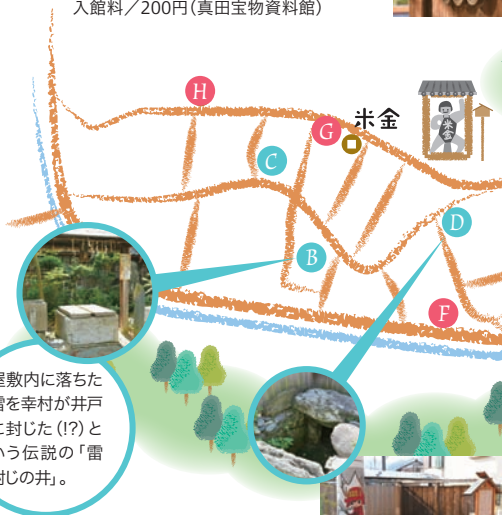 入館料／200円（真田宝物資料館）
H
G
米金
米金
C
D
B
F
屋敷内に落ちた
雷を幸村が井戸
に封じた(!?)と
いう伝説の「雷
封じの井」。